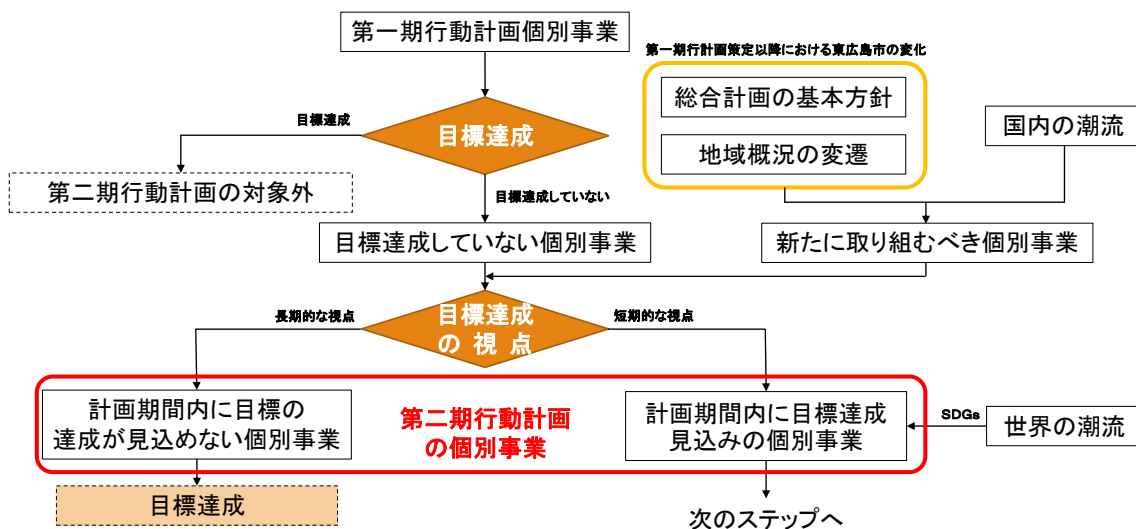 第一期行動計画個別事業
第一期行計画策定以降における東広島市の変化
総合計画の基本方針
地域概況の変遷
国内の潮流
目標達成
目標達成
第二期行動計画の対象外
目標達成していない
目標達成していない個別事業
新たに取り組むべき個別事業
長期的な視点
目標達成
の 視 点
短期的な視点
計画期間内に目標の
達成が見込めない個別事業
第二期行動計画
の個別事業
計画期間内に目標達成
見込みの個別事業
SDGs
世界の潮流
目標達成
次のステップへ